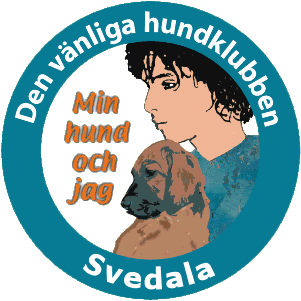 Den vänliga hundklubben
Min
hund
och
jag
Svedala